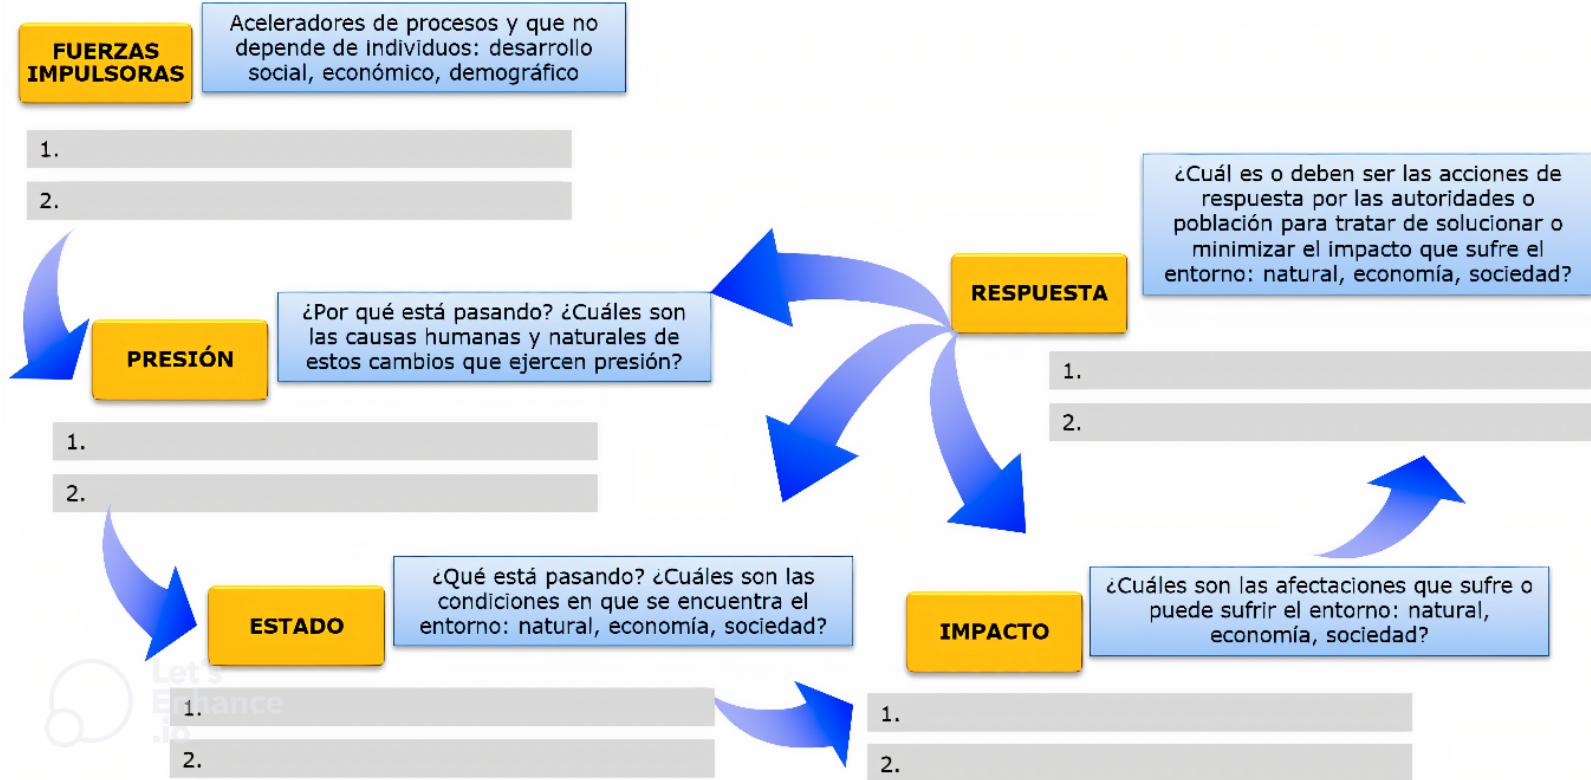 FUERZAS
IMPULSORAS
Aceleradores de procesos y que no
depende de individuos: desarrollo
social, económico, demográfico
1.
2.
PRESIÓN
¿Por qué está pasando? ¿Cuáles son
las causas humanas y naturales de
estos cambios que ejercen presión?
1.
2.
ESTADO
¿Qué está pasando? ¿Cuáles son las
condiciones en que se encuentra el
entorno: natural, economía, sociedad?
1.
2.
IMPACTO
¿Cuáles son las afectaciones que sufre o
puede sufrir el entorno: natural,
economía, sociedad?
1.
2.
RESPUESTA
¿Cuál es o deben ser las acciones de
respuesta por las autoridades o
población para tratar de solucionar o
minimizar el impacto que sufre el
entorno: natural, economía, sociedad?
1.
2.
Let's
Enhance
.io